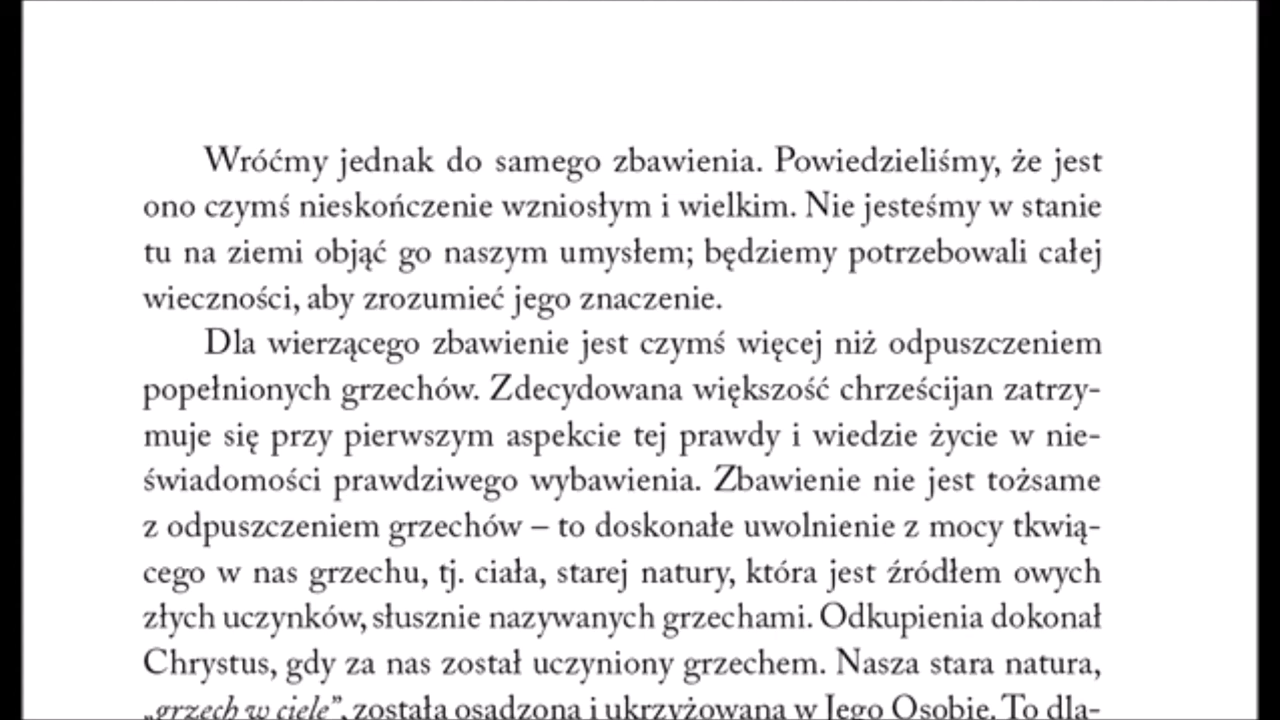 Wróćmy jednak do samego zbawienia. Powiedzieliśmy, że jest
ono czymś nieskończenie wzniosłym i wielkim. Nie jesteśmy w stanie
tu na ziemi objąć go naszym umysłem; będziemy potrzebowali całej
wieczności, aby zrozumieć jego znaczenie.
Dla wierzącego zbawienie jest czymś więcej niż odpuszczeniem
popełnionych grzechów. Zdecydowana większość chrześcijan zatrzy-
muje się przy pierwszym aspekcie tej prawdy i wiedzie życie w nie-
świadomości prawdziwego wybawienia. Zbawienie nie jest tożsame
z odpuszczeniem grzechów – to doskonałe uwolnienie z mocy tkwią-
cego w nas grzechu, tj. ciała, starej natury, która jest źródłem owych
złych uczynków, słusznie nazywanych grzechami. Odkupienia dokonał
Chrystus, gdy za nas został uczyniony grzechem. Nasza stara natura,
„grzech w ciele”, została osądzona i ukrzyżowana w Jego Osobie. To dla-